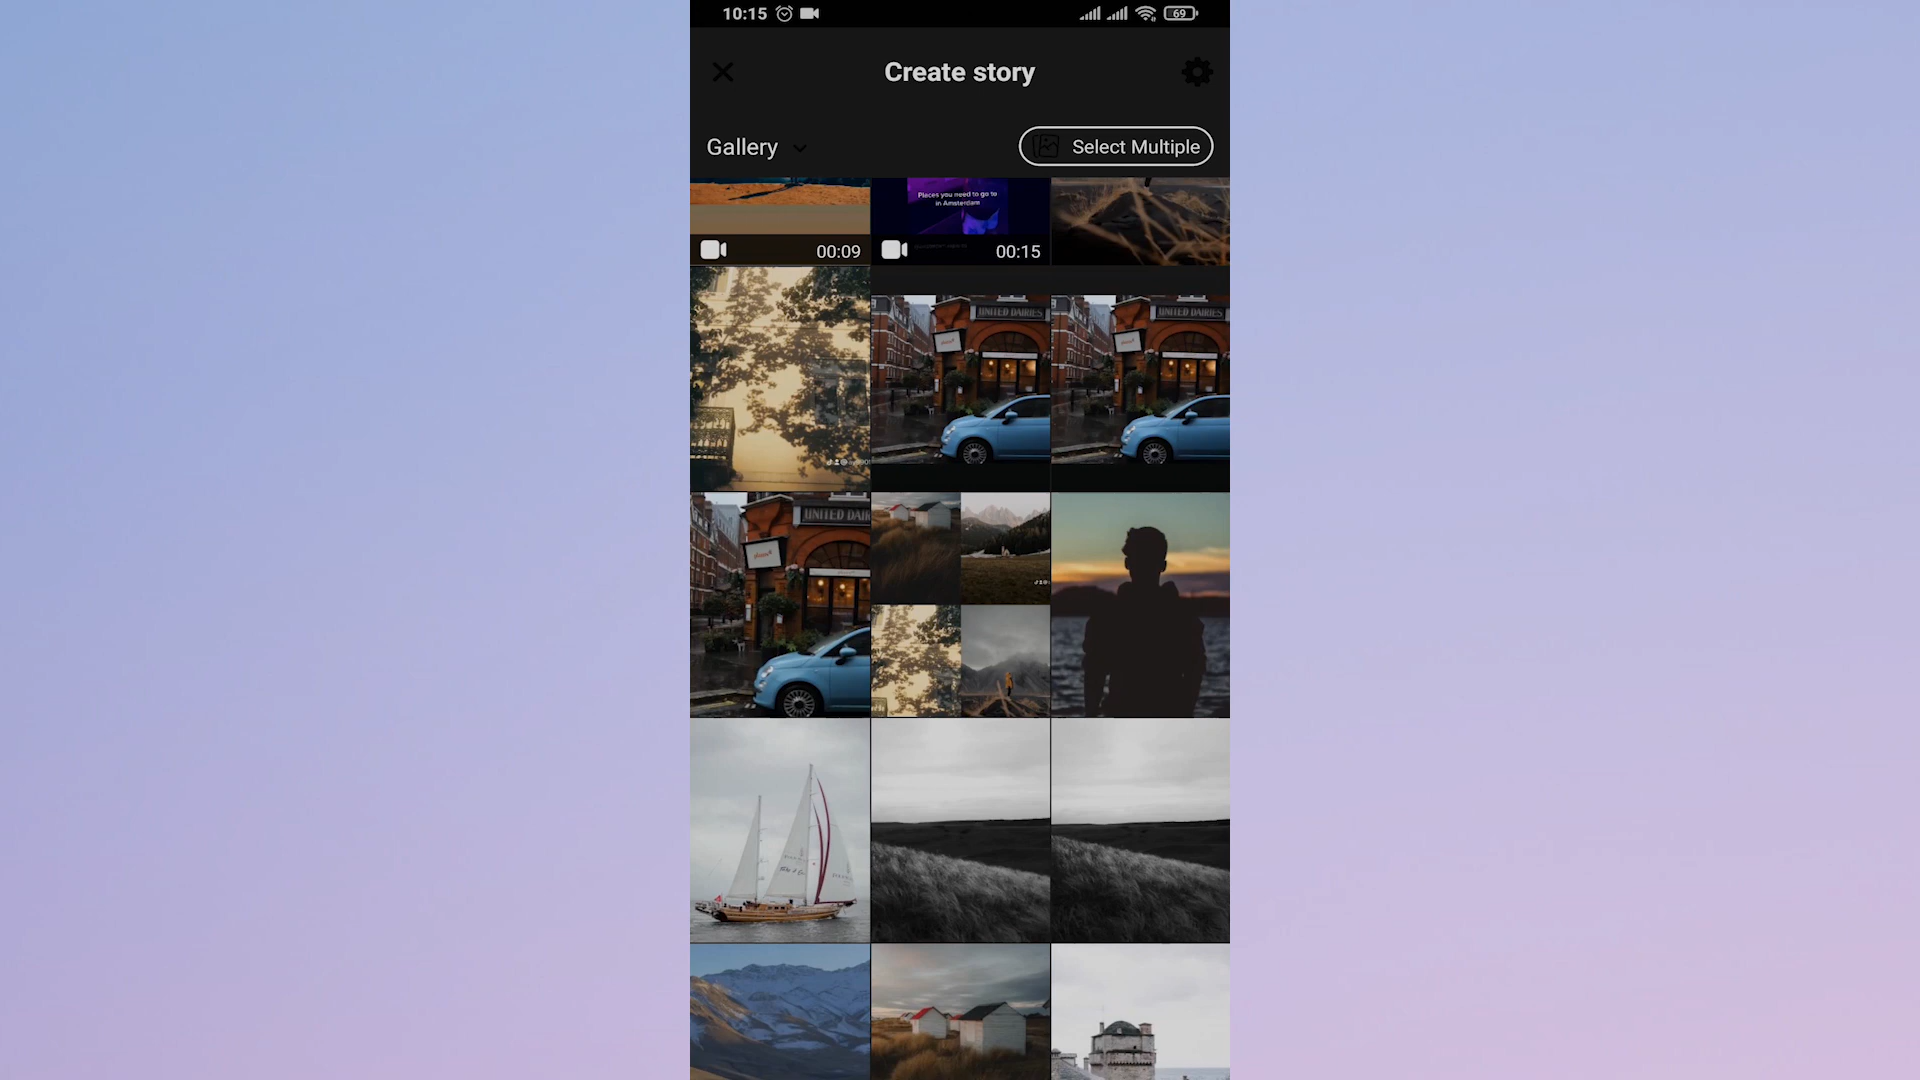 10:15
69
Create story
Gallery
Select Multiple
Places you need to go to
in Amsterdam
00:09
00:15
UNITED DAIRIES
UNITED DAIRIES
UNITED DAI